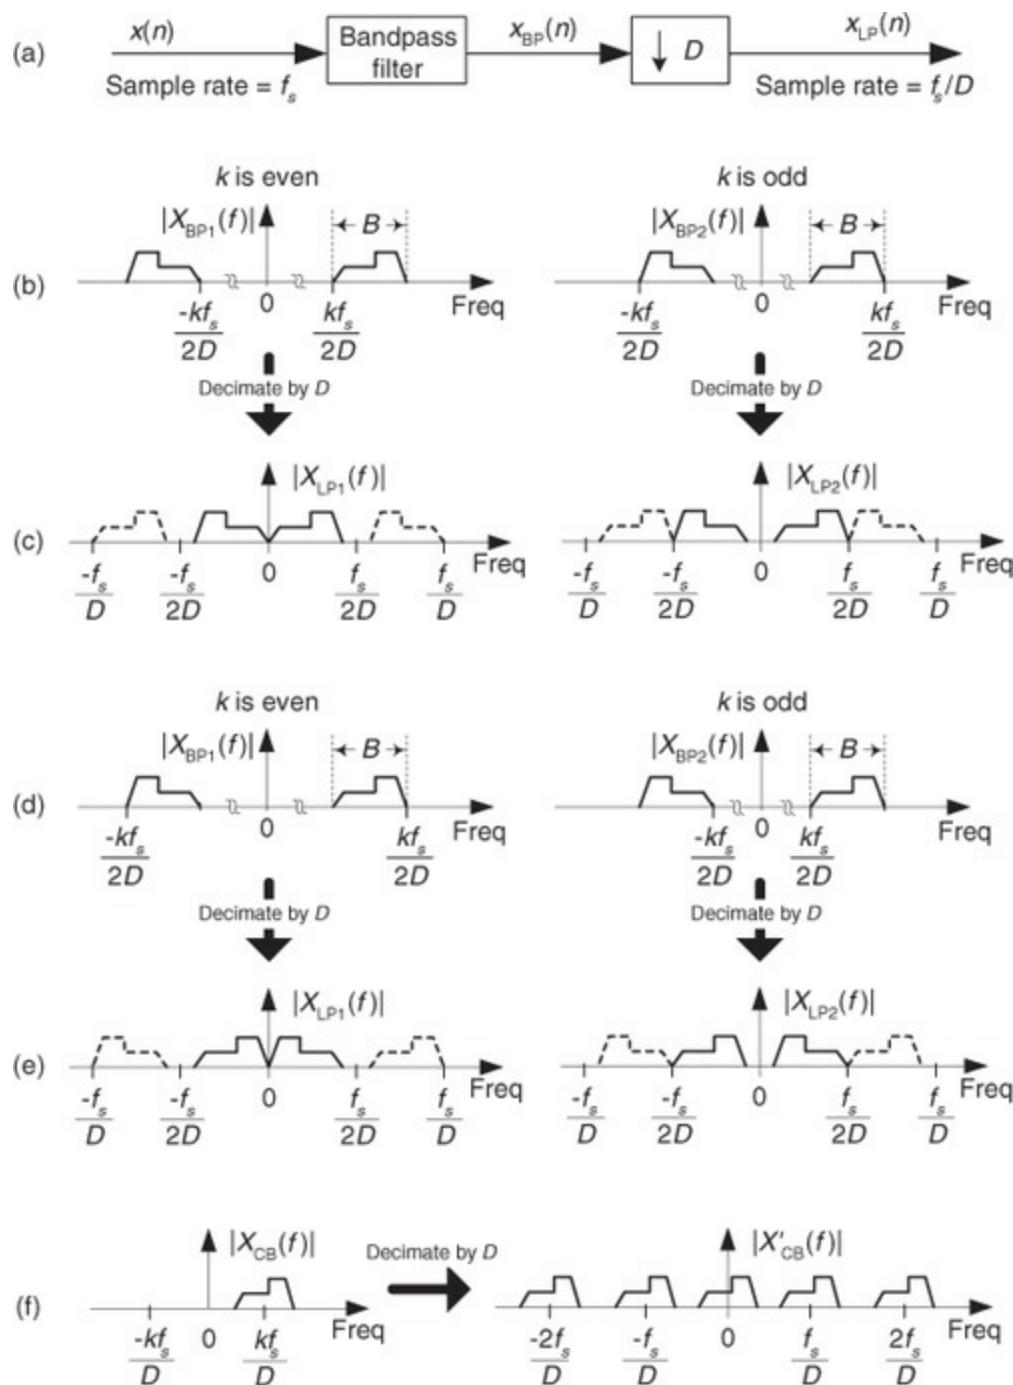 (a) x(n) Bandpass filter x_BP(n) ↓ D x_LP(n)
Sample rate = f_s Sample rate = f_s/D
k is even k is odd
(b) |X_BP1(f)| ← B → |X_BP2(f)| ← B →
-kf_s/2D 0 kf_s/2D Freq -kf_s/2D 0 kf_s/2D Freq
Decimate by D Decimate by D
(c) |X_LP1(f)| |X_LP2(f)|
-f_s/D -f_s/2D 0 f_s/2D f_s/D Freq -f_s/D -f_s/2D 0 f_s/2D f_s/D Freq
k is even k is odd
(d) |X_BP1(f)| ← B → |X_BP2(f)| ← B →
-kf_s/2D 0 kf_s/2D Freq -kf_s/2D 0 kf_s/2D Freq
Decimate by D Decimate by D
(e) |X_LP1(f)| |X_LP2(f)|
-f_s/D -f_s/2D 0 f_s/2D f_s/D Freq -f_s/D -f_s/2D 0 f_s/2D f_s/D Freq
(f) |X_CB(f)| Decimate by D |X'_CB(f)|
-kf_s/D 0 kf_s/D Freq -2f_s/D -f_s/D 0 f_s/D 2f_s/D Freq